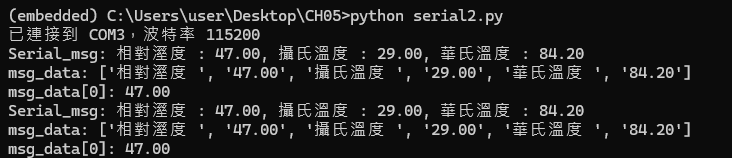 (embedded) C:\Users\user\Desktop\CH05>python serial2.py
已連接到 COM3，波特率 115200
Serial_msg: 相對溼度 : 47.00, 攝氏溫度 : 29.00, 華氏溫度 : 84.20
msg_data: ['相對溼度 ', '47.00', '攝氏溫度 ', '29.00', '華氏溫度 ', '84.20']
msg_data[0]: 47.00
Serial_msg: 相對溼度 : 47.00, 攝氏溫度 : 29.00, 華氏溫度 : 84.20
msg_data: ['相對溼度 ', '47.00', '攝氏溫度 ', '29.00', '華氏溫度 ', '84.20']
msg_data[0]: 47.00